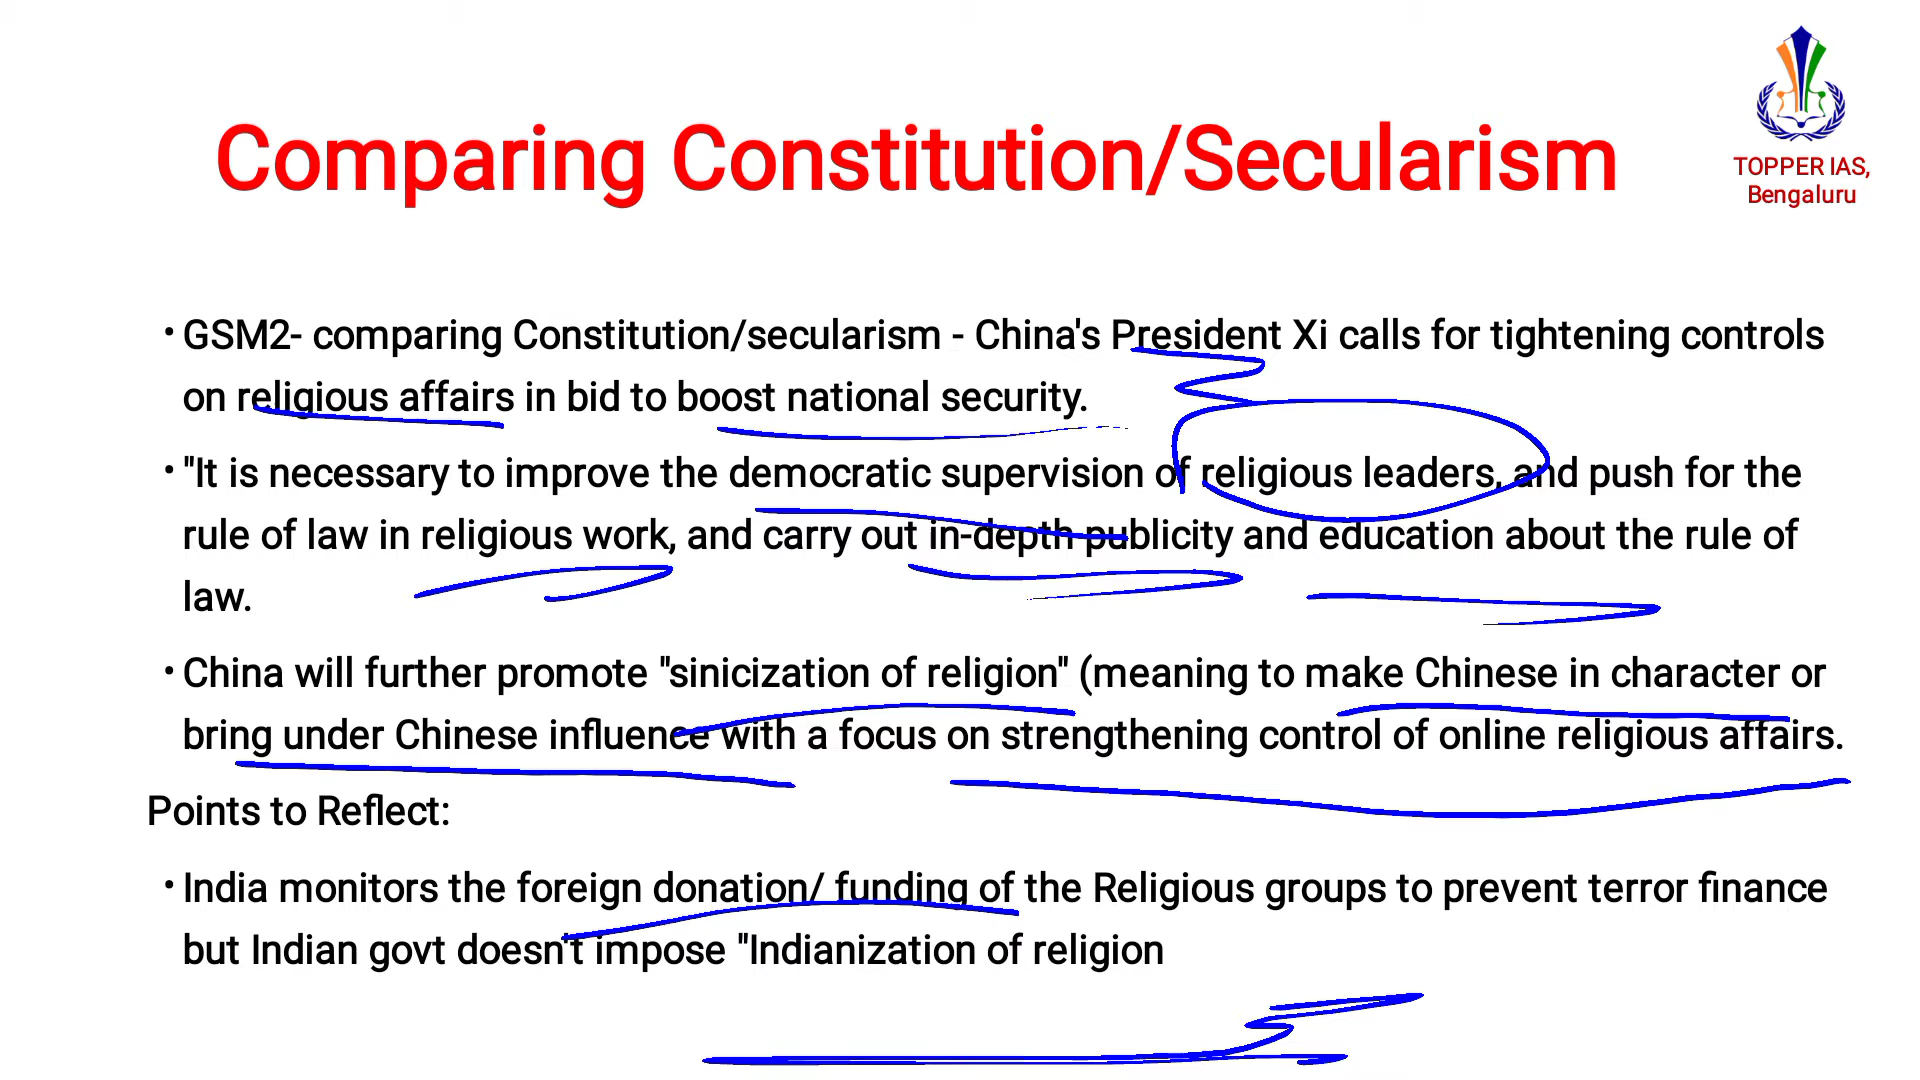 TOPPER IAS,
Bengaluru
Comparing Constitution/Secularism
• GSM2- comparing Constitution/secularism - China's President Xi calls for tightening controls
on religious affairs in bid to boost national security.
• "It is necessary to improve the democratic supervision of religious leaders, and push for the
rule of law in religious work, and carry out in-depth publicity and education about the rule of
law.
• China will further promote "sinicization of religion" (meaning to make Chinese in character or
bring under Chinese influence with a focus on strengthening control of online religious affairs.
Points to Reflect:
• India monitors the foreign donation/ funding of the Religious groups to prevent terror finance
but Indian govt doesn't impose "Indianization of religion